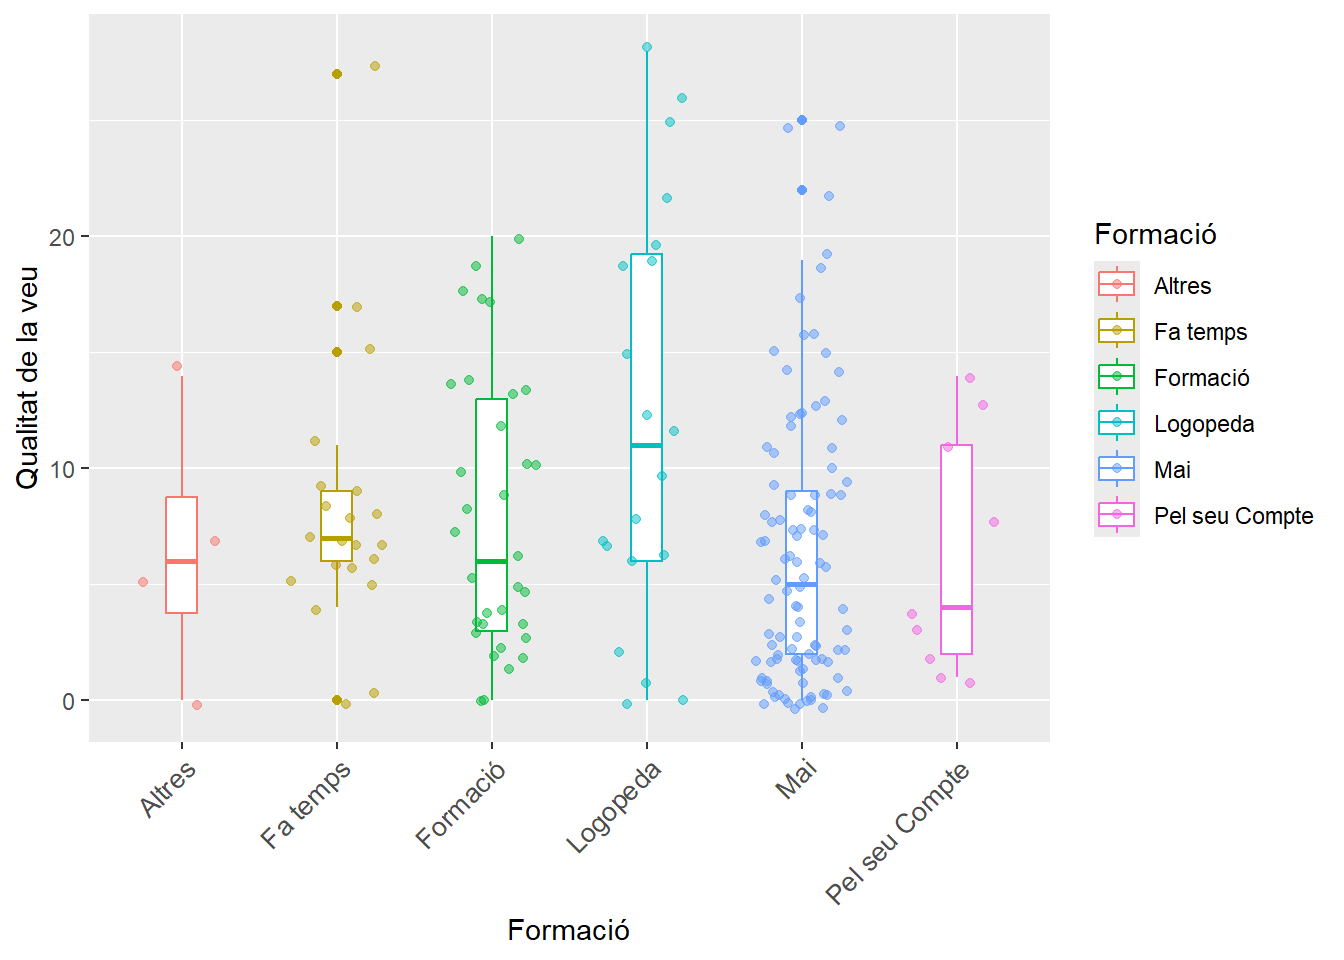 Qualitat de la veu
20
10
0
Altres
Fa temps
Formació
Logopeda
Mai
Pel seu Compte
Formació
Formació
Altres
Fa temps
Formació
Logopeda
Mai
Pel seu Compte